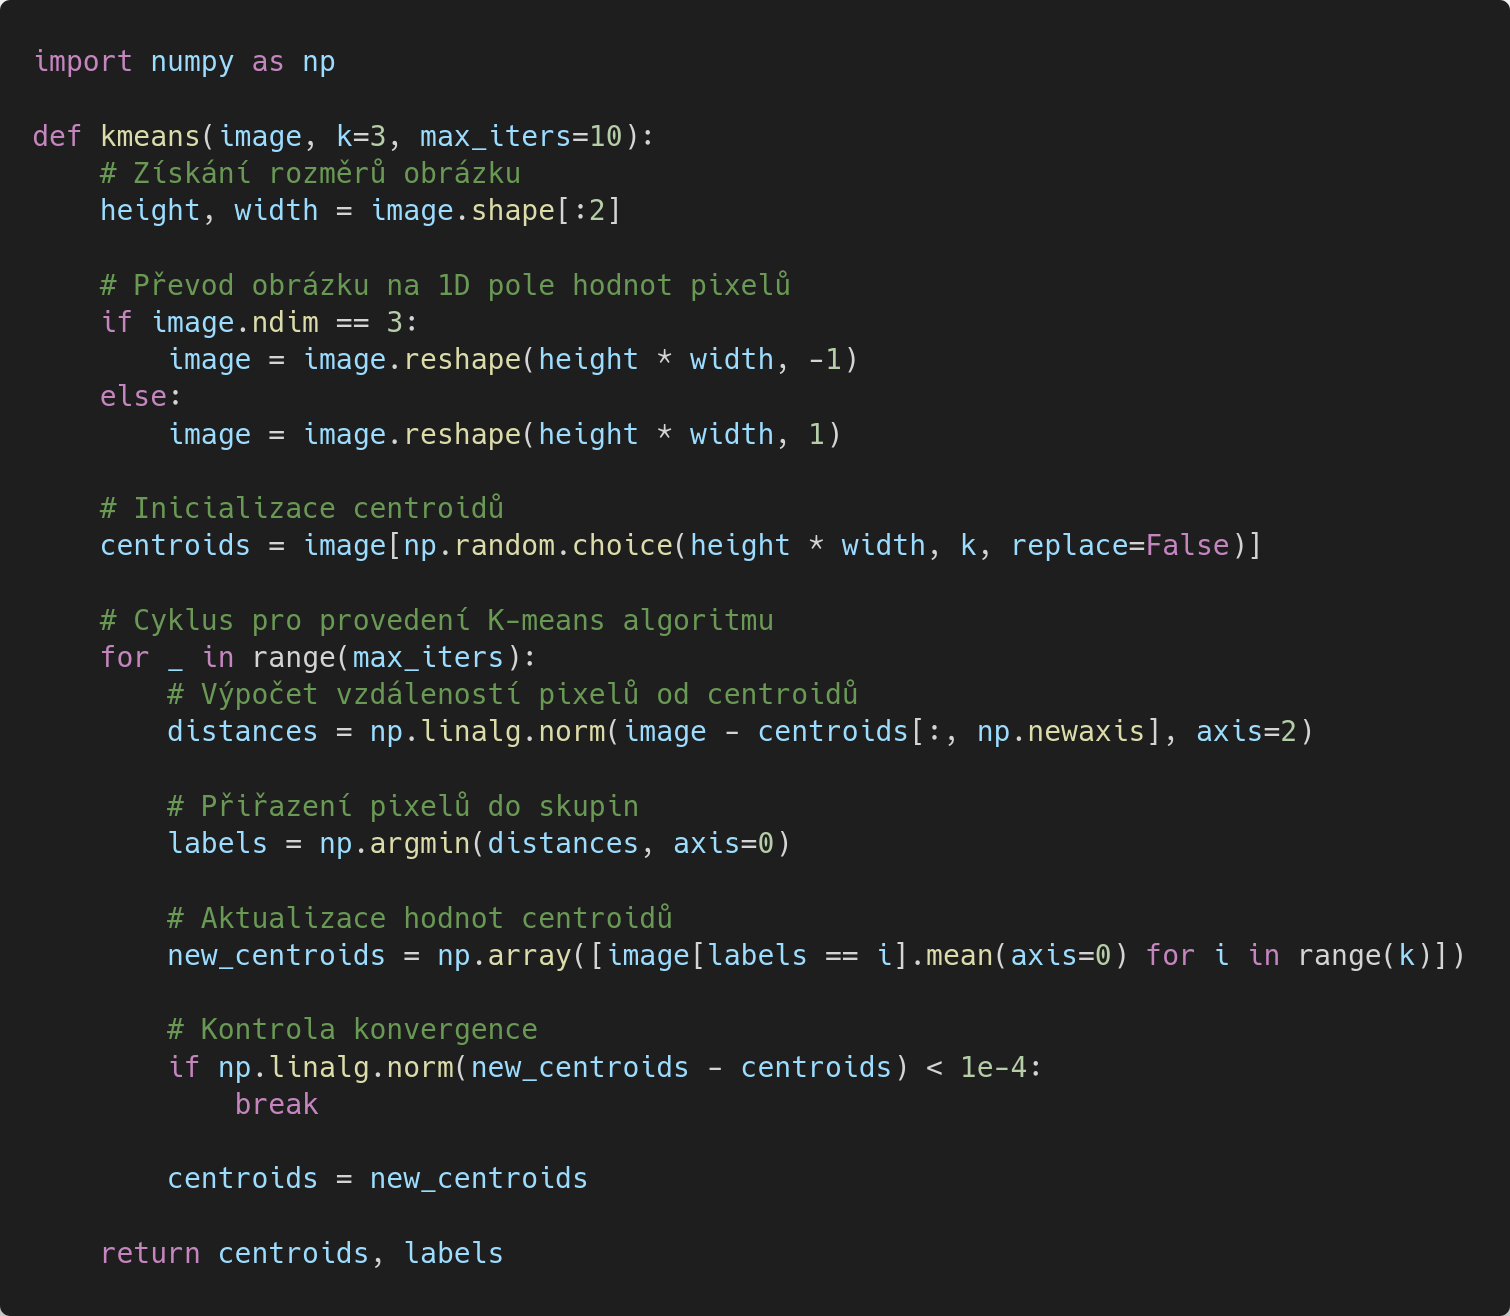 import numpy as np
def kmeans(image, k=3, max_iters=10):
    # Získání rozměrů obrázku
    height, width = image.shape[:2]
    # Převod obrázku na 1D pole hodnot pixelů
    if image.ndim == 3:
        image = image.reshape(height * width, -1)
    else:
        image = image.reshape(height * width, 1)
    # Inicializace centroidů
    centroids = image[np.random.choice(height * width, k, replace=False)]
    # Cyklus pro provedení K-means algoritmu
    for _ in range(max_iters):
        # Výpočet vzdáleností pixelů od centroidů
        distances = np.linalg.norm(image - centroids[:, np.newaxis], axis=2)
        # Přiřazení pixelů do skupin
        labels = np.argmin(distances, axis=0)
        # Aktualizace hodnot centroidů
        new_centroids = np.array([image[labels == i].mean(axis=0) for i in range(k)])
        # Kontrola konvergence
        if np.linalg.norm(new_centroids - centroids) < 1e-4:
            break
        centroids = new_centroids
    return centroids, labels